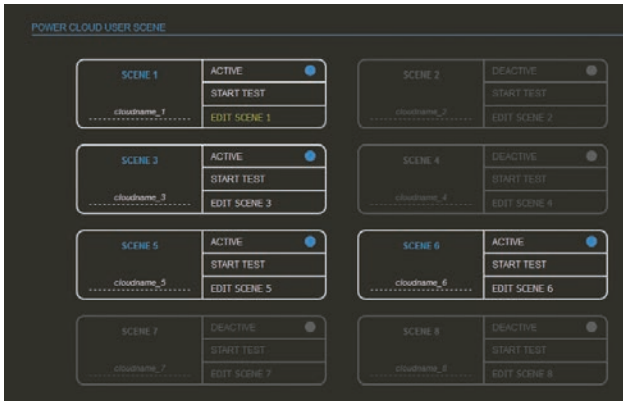 POWER CLOUD USER SCENE
SCENE 1
ACTIVE
START TEST
cloudname_1
EDIT SCENE 1
SCENE 2
DEACTIVE
START TEST
cloudname_2
EDIT SCENE 2
SCENE 3
ACTIVE
START TEST
cloudname_3
EDIT SCENE 3
SCENE 4
DEACTIVE
START TEST
cloudname_4
EDIT SCENE 4
SCENE 5
ACTIVE
START TEST
cloudname_5
EDIT SCENE 5
SCENE 6
ACTIVE
START TEST
cloudname_6
EDIT SCENE 6
SCENE 7
DEACTIVE
START TEST
cloudname_7
EDIT SCENE 7
SCENE 8
DEACTIVE
START TEST
cloudname_8
EDIT SCENE 8